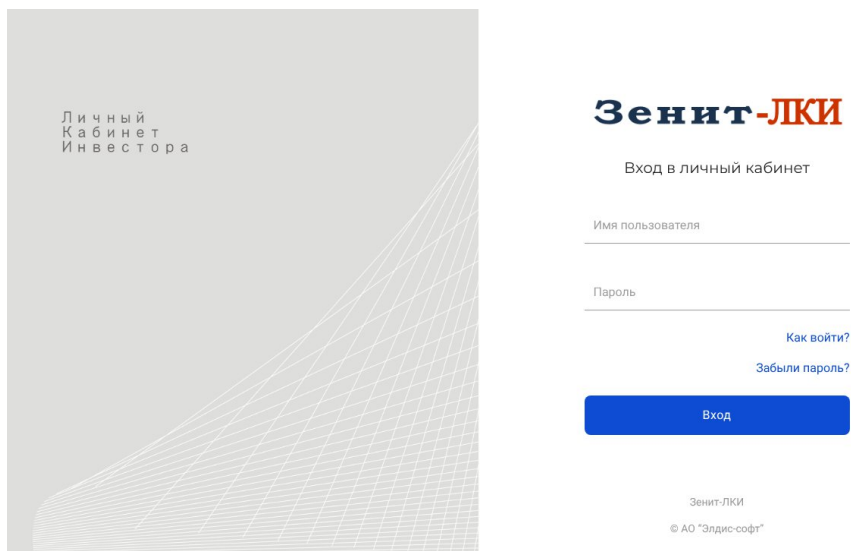 Личный
Кабинет
Инвестора
Зенит-ЛКИ
Вход в личный кабинет
Имя пользователя
Пароль
Как войти?
Забыли пароль?
Вход
Зенит-ЛКИ
© АО "Элдис-софт"